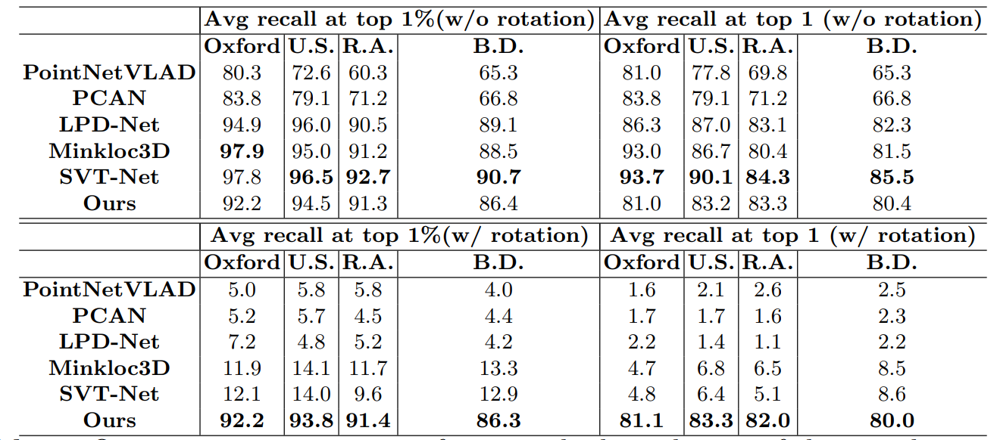 Avg recall at top 1%(w/o rotation) Avg recall at top 1 (w/o rotation)
Oxford U.S. R.A. B.D. Oxford U.S. R.A. B.D.
PointNetVLAD 80.3 72.6 60.3 65.3 81.0 77.8 69.8 65.3
PCAN 83.8 79.1 71.2 66.8 83.8 79.1 71.2 66.8
LPD-Net 94.9 96.0 90.5 89.1 86.3 87.0 83.1 82.3
Minkloc3D 97.9 95.0 91.2 88.5 93.0 86.7 80.4 81.5
SVT-Net 97.8 96.5 92.7 90.7 93.7 90.1 84.3 85.5
Ours 92.2 94.5 91.3 86.4 81.0 83.2 83.3 80.4
Avg recall at top 1%(w/ rotation) Avg recall at top 1 (w/ rotation)
Oxford U.S. R.A. B.D. Oxford U.S. R.A. B.D.
PointNetVLAD 5.0 5.8 5.8 4.0 1.6 2.1 2.6 2.5
PCAN 5.2 5.7 4.5 4.4 1.7 1.7 1.6 2.3
LPD-Net 7.2 4.8 5.2 4.2 2.2 1.4 1.1 2.2
Minkloc3D 11.9 14.1 11.7 13.3 4.7 6.8 6.5 8.5
SVT-Net 12.1 14.0 9.6 12.9 4.8 6.4 5.1 8.6
Ours 92.2 93.8 91.4 86.3 81.1 83.3 82.0 80.0